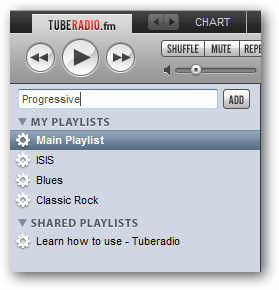 TUBERADIO.fm
CHART
SHUFFLE MUTE REPE
Progressive
ADD
MY PLAYLISTS
Main Playlist
ISIS
Blues
Classic Rock
SHARED PLAYLISTS
Learn how to use - Tuberadio